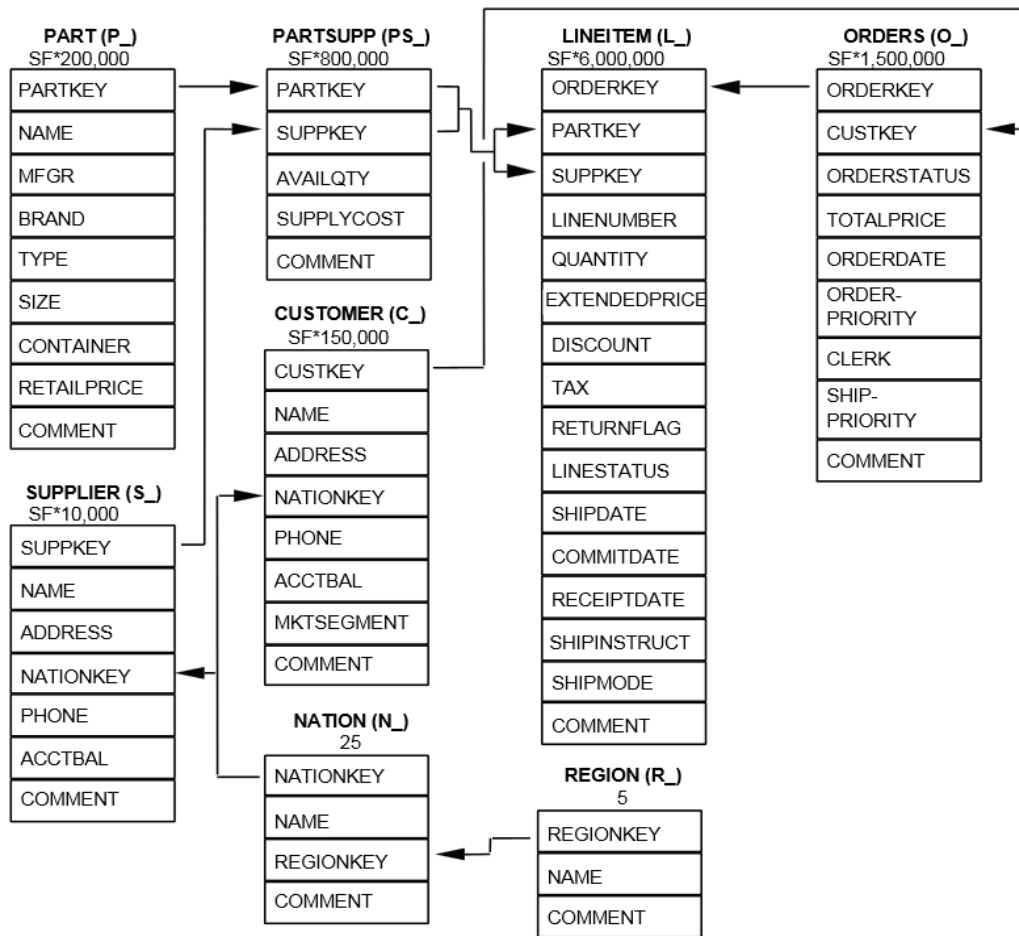 PART (P_)
SF*200,000
PARTKEY
NAME
MFGR
BRAND
TYPE
SIZE
CONTAINER
RETAILPRICE
COMMENT
SUPPLIER (S_)
SF*10,000
SUPPKEY
NAME
ADDRESS
NATIONKEY
PHONE
ACCTBAL
COMMENT
PARTSUPP (PS_)
SF*800,000
PARTKEY
SUPPKEY
AVAILQTY
SUPPLYCOST
COMMENT
CUSTOMER (C_)
SF*150,000
CUSTKEY
NAME
ADDRESS
NATIONKEY
PHONE
ACCTBAL
MKTSEGMENT
COMMENT
NATION (N_)
25
NATIONKEY
NAME
REGIONKEY
COMMENT
LINEITEM (L_)
SF*6,000,000
ORDERKEY
PARTKEY
SUPPKEY
LINENUMBER
QUANTITY
EXTENDEDPRICE
DISCOUNT
TAX
RETURNFLAG
LINESTATUS
SHIPDATE
COMMITDATE
RECEIPTDATE
SHIPINSTRUCT
SHIPMODE
COMMENT
REGION (R_)
5
REGIONKEY
NAME
COMMENT
ORDERS (O_)
SF*1,500,000
ORDERKEY
CUSTKEY
ORDERSTATUS
TOTALPRICE
ORDERDATE
ORDER-
PRIORITY
CLERK
SHIP-
PRIORITY
COMMENT